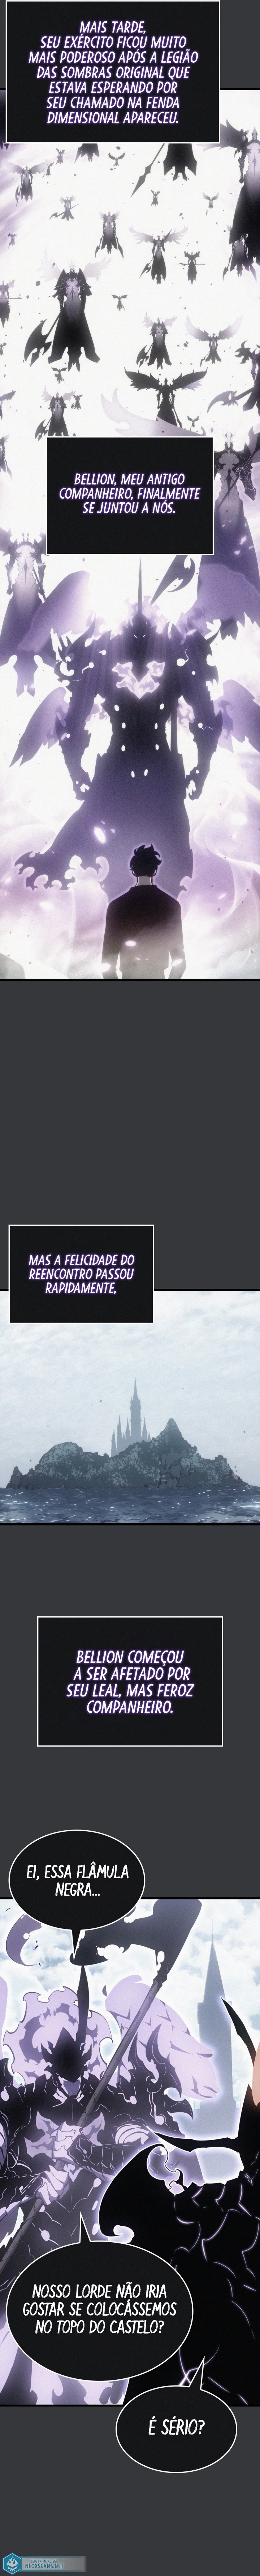 MAIS TARDE,
SEU EXÉRCITO FICOU MUITO
MAIS PODEROSO APÓS A LEGIÃO
DAS SOMBRAS ORIGINAL QUE
ESTAVA ESPERANDO POR
SEU CHAMADO NA FENDA
DIMENSIONAL APARECEU.
BELLION, MEU ANTIGO
COMPANHEIRO, FINALMENTE
SE JUNTOU A NÓS.
MAS A FELICIDADE DO
REENCONTRO PASSOU
RAPIDAMENTE,
BELLION COMEÇOU
A SER AFETADO POR
SEU LEAL, MAS FEROZ
COMPANHEIRO.
EI, ESSA FLÂMULA
NEGRA...
NOSSO LORDE NÃO IRIA
GOSTAR SE COLOCÁSSEMOS
NO TOPO DO CASTELO?
É SÉRIO?
NEOXSCANS.NET